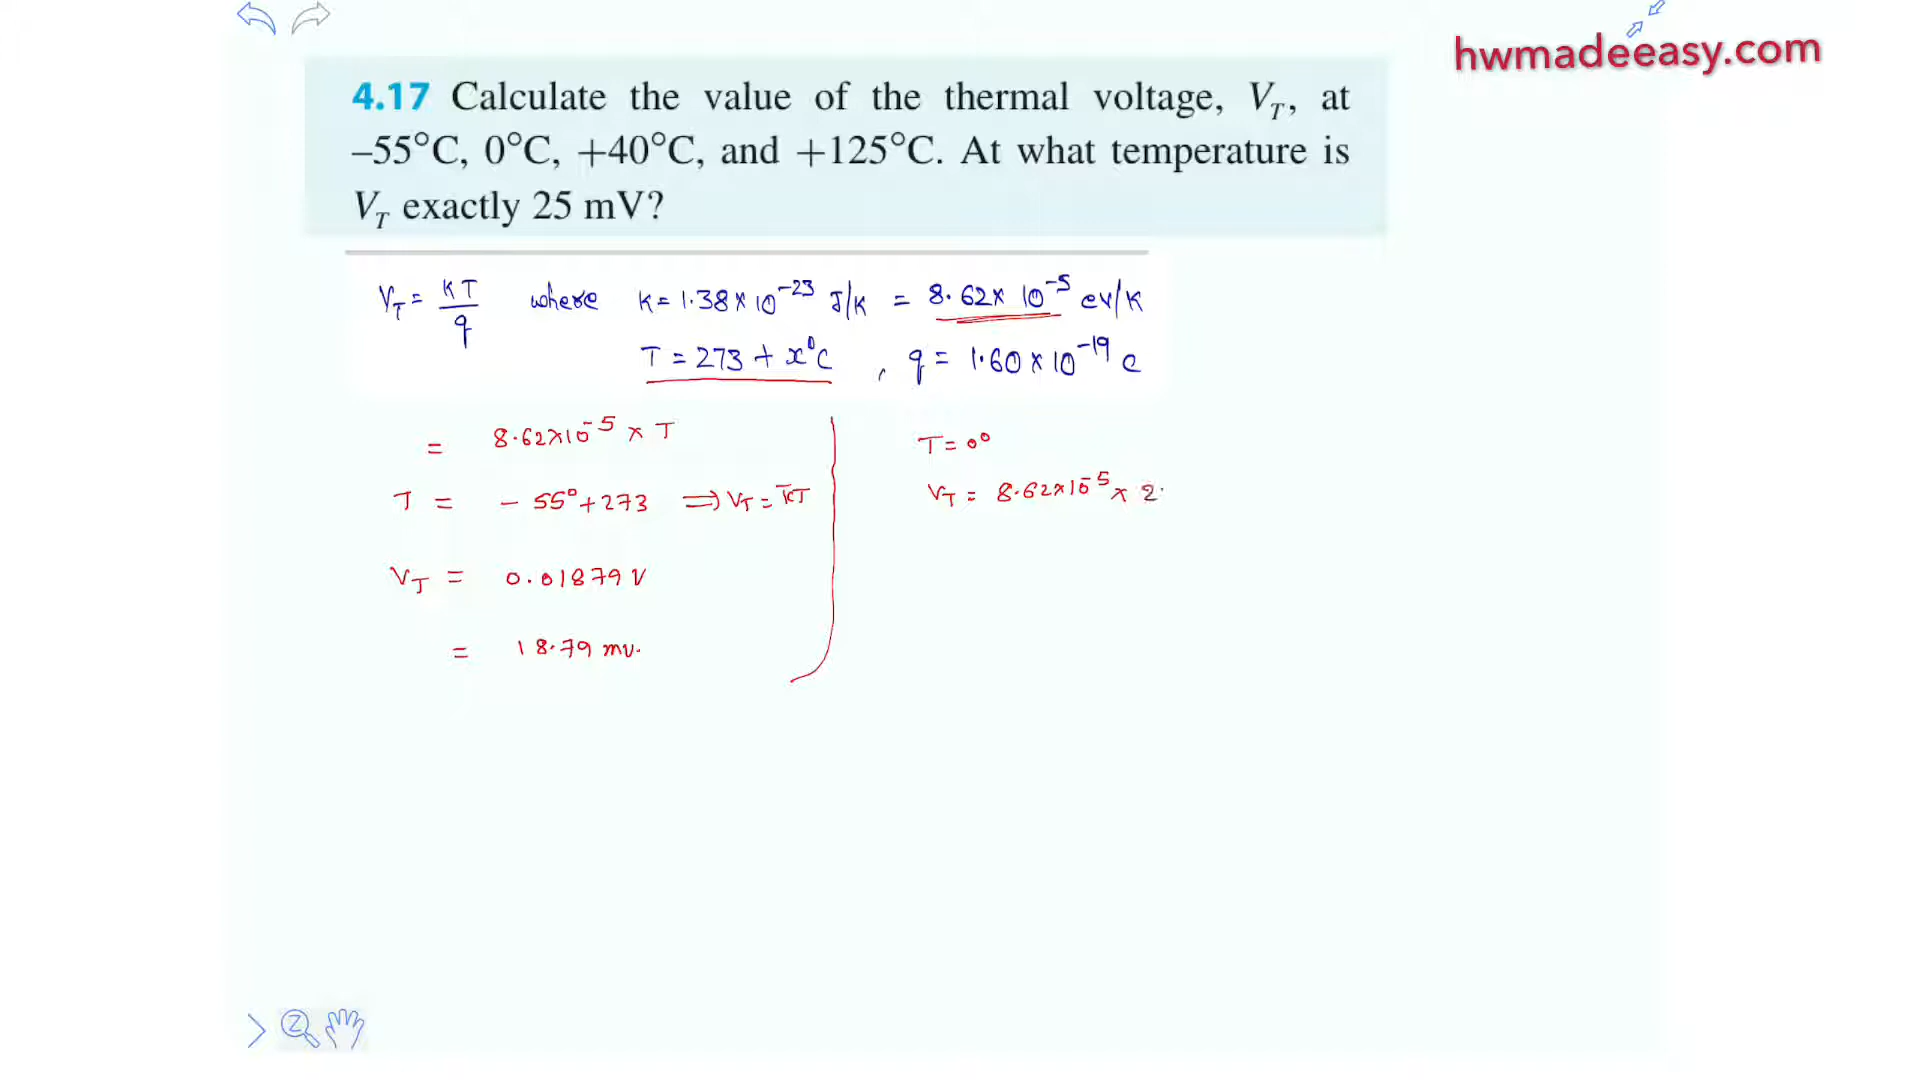 hwmadeeasy.com
4.17 Calculate the value of the thermal voltage, V_T, at
–55°C, 0°C, +40°C, and +125°C. At what temperature is
V_T exactly 25 mV?
V_T = KT/q where K = 1.38 × 10^-23 J/K = 8.62 × 10^-5 ev/K
T = 273 + x°C , q = 1.60 × 10^-19 C
= 8.62×10^-5 × T
T = - 55° + 273 ⇒ V_T = KT
V_T = 0.01879 V
= 18.79 mv.
T = 0°
V_T = 8.62×10^-5 × 2